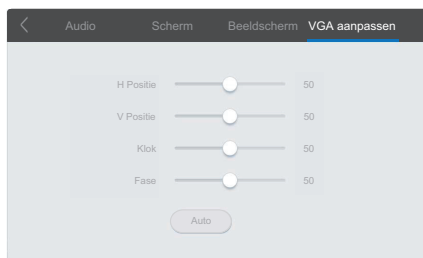 Audio Scherm Beeldscherm VGA aanpassen
H Positie 50
V Positie 50
Klok 50
Fase 50
Auto